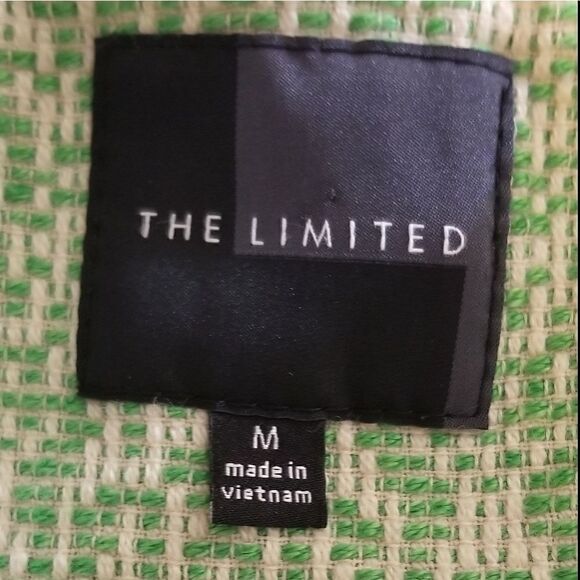 THE LIMITED
M
made in
vietnam